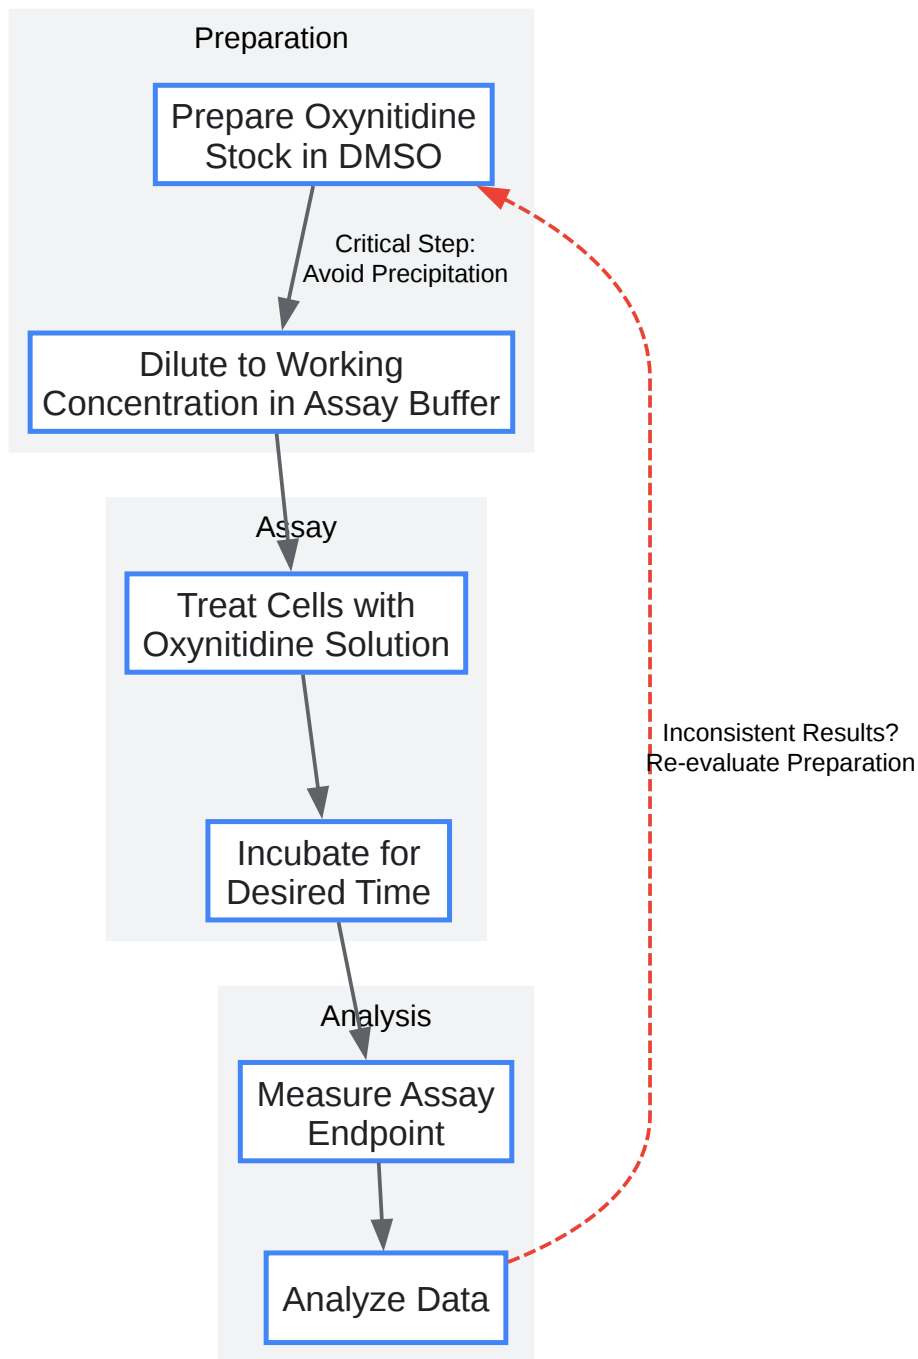 Preparation
Prepare Oxynitidine
Stock in DMSO
Critical Step:
Avoid Precipitation
Dilute to Working
Concentration in Assay Buffer
Assay
Treat Cells with
Oxynitidine Solution
Inconsistent Results?
Re-evaluate Preparation
Incubate for
Desired Time
Analysis
Measure Assay
Endpoint
Analyze Data